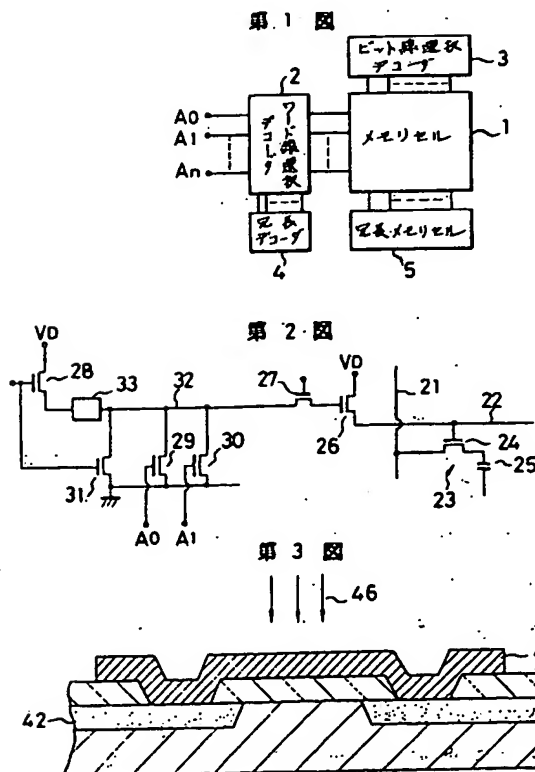 第 1 図
ビット線選択
デコーダ
3
2
A0
A1
An
ワード線選択
デコーダ
メモリセル
1
冗長
デコーダ
4
冗長メモリセル
5
第 2 図
VD
28
33
32
27
VD
26
21
22
24
25
23
29
30
31
A0
A1
第 3 図
46
42